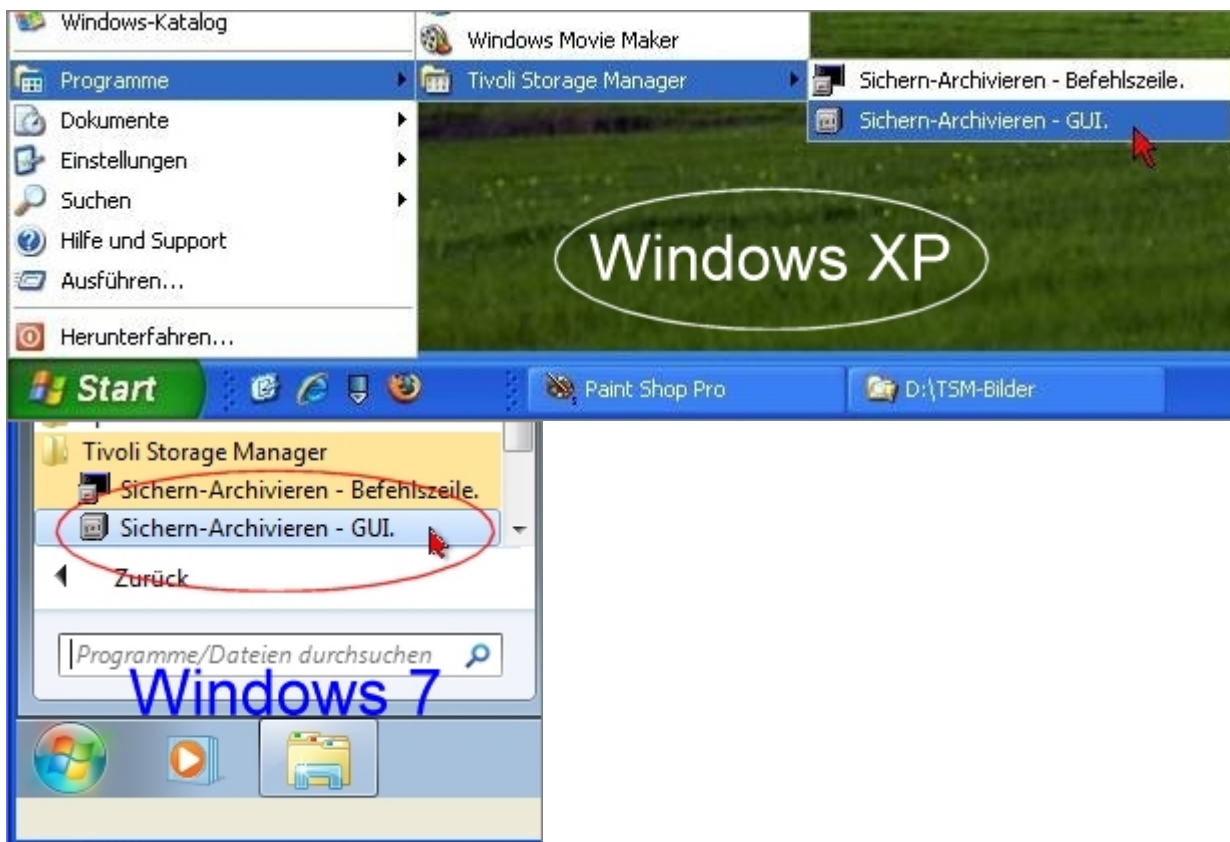 Windows-Katalog
Windows Movie Maker
Programme
Tivoli Storage Manager
Sichern-Archivieren - Befehlszeile.
Dokumente
Sichern-Archivieren - GUI.
Einstellungen
Suchen
Hilfe und Support
Windows XP
Ausführen...
Herunterfahren...
Start
Paint Shop Pro
D:\TSM-Bilder
Tivoli Storage Manager
Sichern-Archivieren - Befehlszeile.
Sichern-Archivieren - GUI.
Zurück
Programme/Dateien durchsuchen
Windows 7